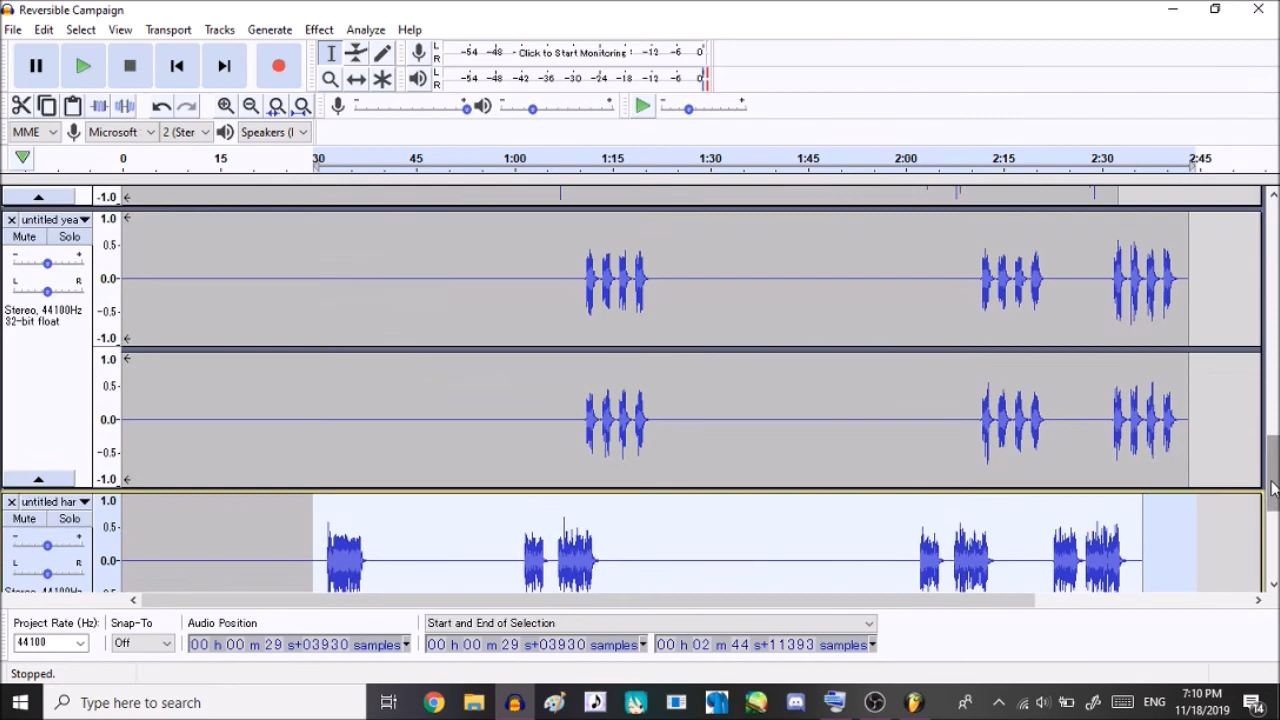 Reversible Campaign
File Edit Select View Transport Tracks Generate Effect Analyze Help
L
R
-54 -48 - Click to Start Monitoring ! -12 -6 0
L
R
-54 -48 -42 -36 -30 -24 -18 -12 -6 0
- + - + - +
MME Microsoft 2 (Ster Speakers (I
0 15 30 45 1:00 1:15 1:30 1:45 2:00 2:15 2:30 2:45
-1.0
untitled yea 1.0
Mute Solo
0.5
- +
0.0
L R
Stereo, 44100Hz
32-bit float
-0.5
-1.0
1.0
0.5
0.0
-0.5
-1.0
untitled har 1.0
Mute Solo
0.5
- +
0.0
L R
Project Rate (Hz): Snap-To Audio Position Start and End of Selection
44100 Off 00 h 00 m 29 s+03930 samples 00 h 00 m 29 s+03930 samples 00 h 02 m 44 s+11393 samples
Stopped.
Type here to search
ENG
7:10 PM
11/18/2019
14